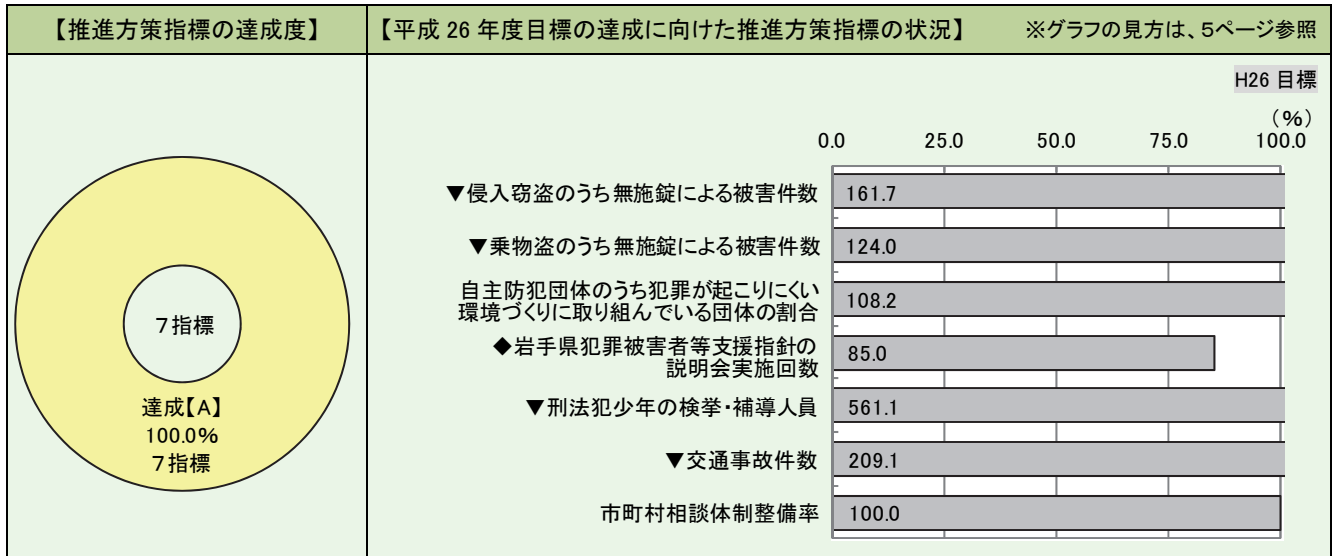 【推進方策指標の達成度】
【平成 26 年度目標の達成に向けた推進方策指標の状況】 ※グラフの見方は、5ページ参照
7指標
達成【A】
100.0%
7指標
H26 目標
(%)
0.0 25.0 50.0 75.0 100.0
▼侵入窃盗のうち無施錠による被害件数 161.7
▼乗物盗のうち無施錠による被害件数 124.0
自主防犯団体のうち犯罪が起こりにくい
環境づくりに取り組んでいる団体の割合 108.2
◆岩手県犯罪被害者等支援指針の
説明会実施回数 85.0
▼刑法犯少年の検挙・補導人員 561.1
▼交通事故件数 209.1
市町村相談体制整備率 100.0